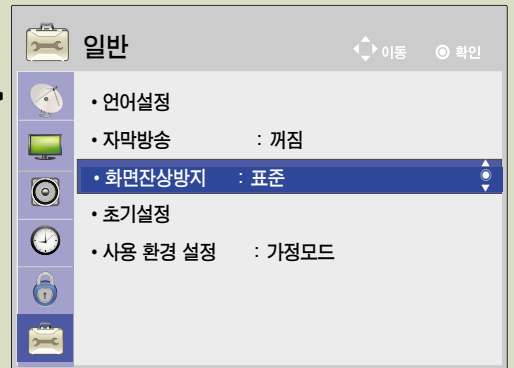 일반 이동 확인
• 언어설정
• 자막방송 : 꺼짐
• 화면잔상방지 : 표준
• 초기설정
• 사용 환경 설정 : 가정모드